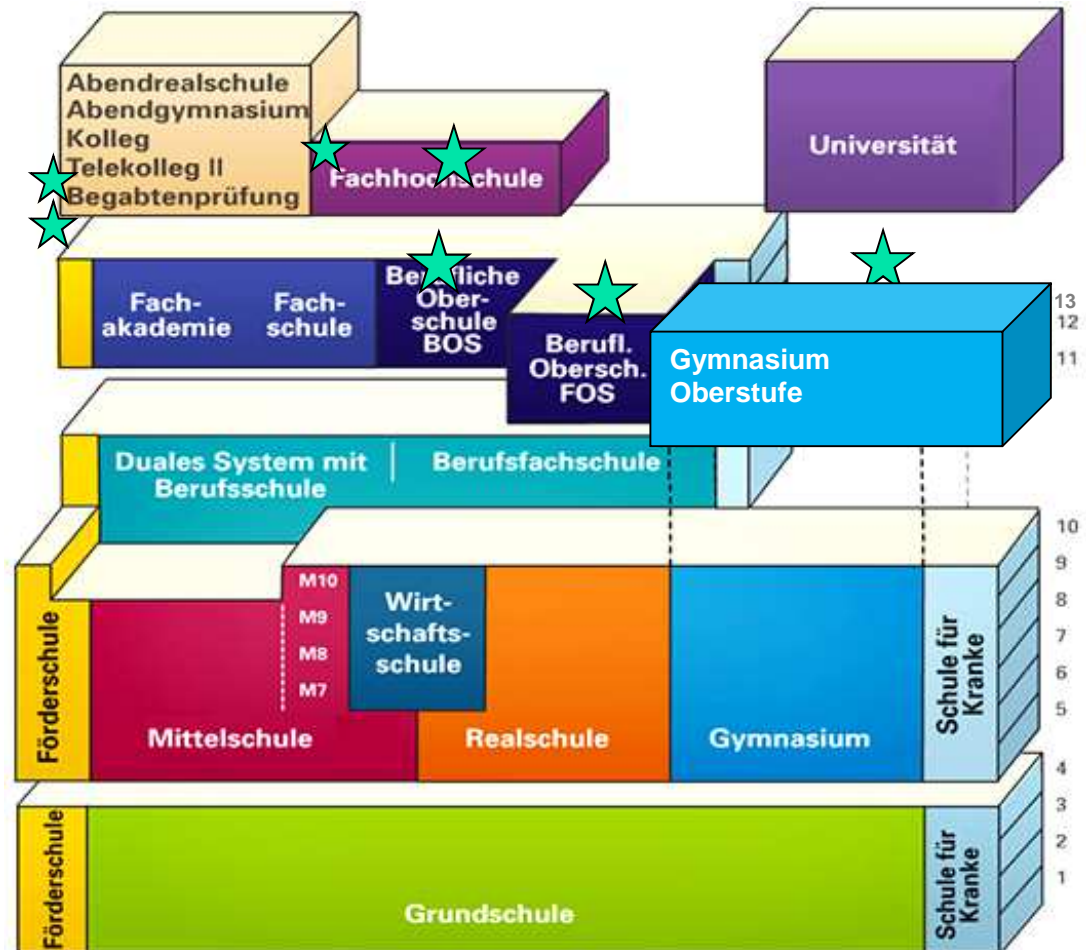 Abendrealschule
Abendgymnasium
Kolleg
Telekolleg II
Begabtenprüfung
Fachhochschule
Universität
Fach-
akademie
Fach-
schule
Berufliche
Ober-
schule
BOS
Berufl.
Obersch.
FOS
Gymnasium
Oberstufe
13
12
11
Duales System mit
Berufsschule
Berufsfachschule
10
9
8
7
6
5
Förderschule
Mittelschule
M10
M9
M8
M7
Wirt-
schafts-
schule
Realschule
Gymnasium
Schule für
Kranke
4
3
2
1
Förderschule
Grundschule
Schule für
Kranke